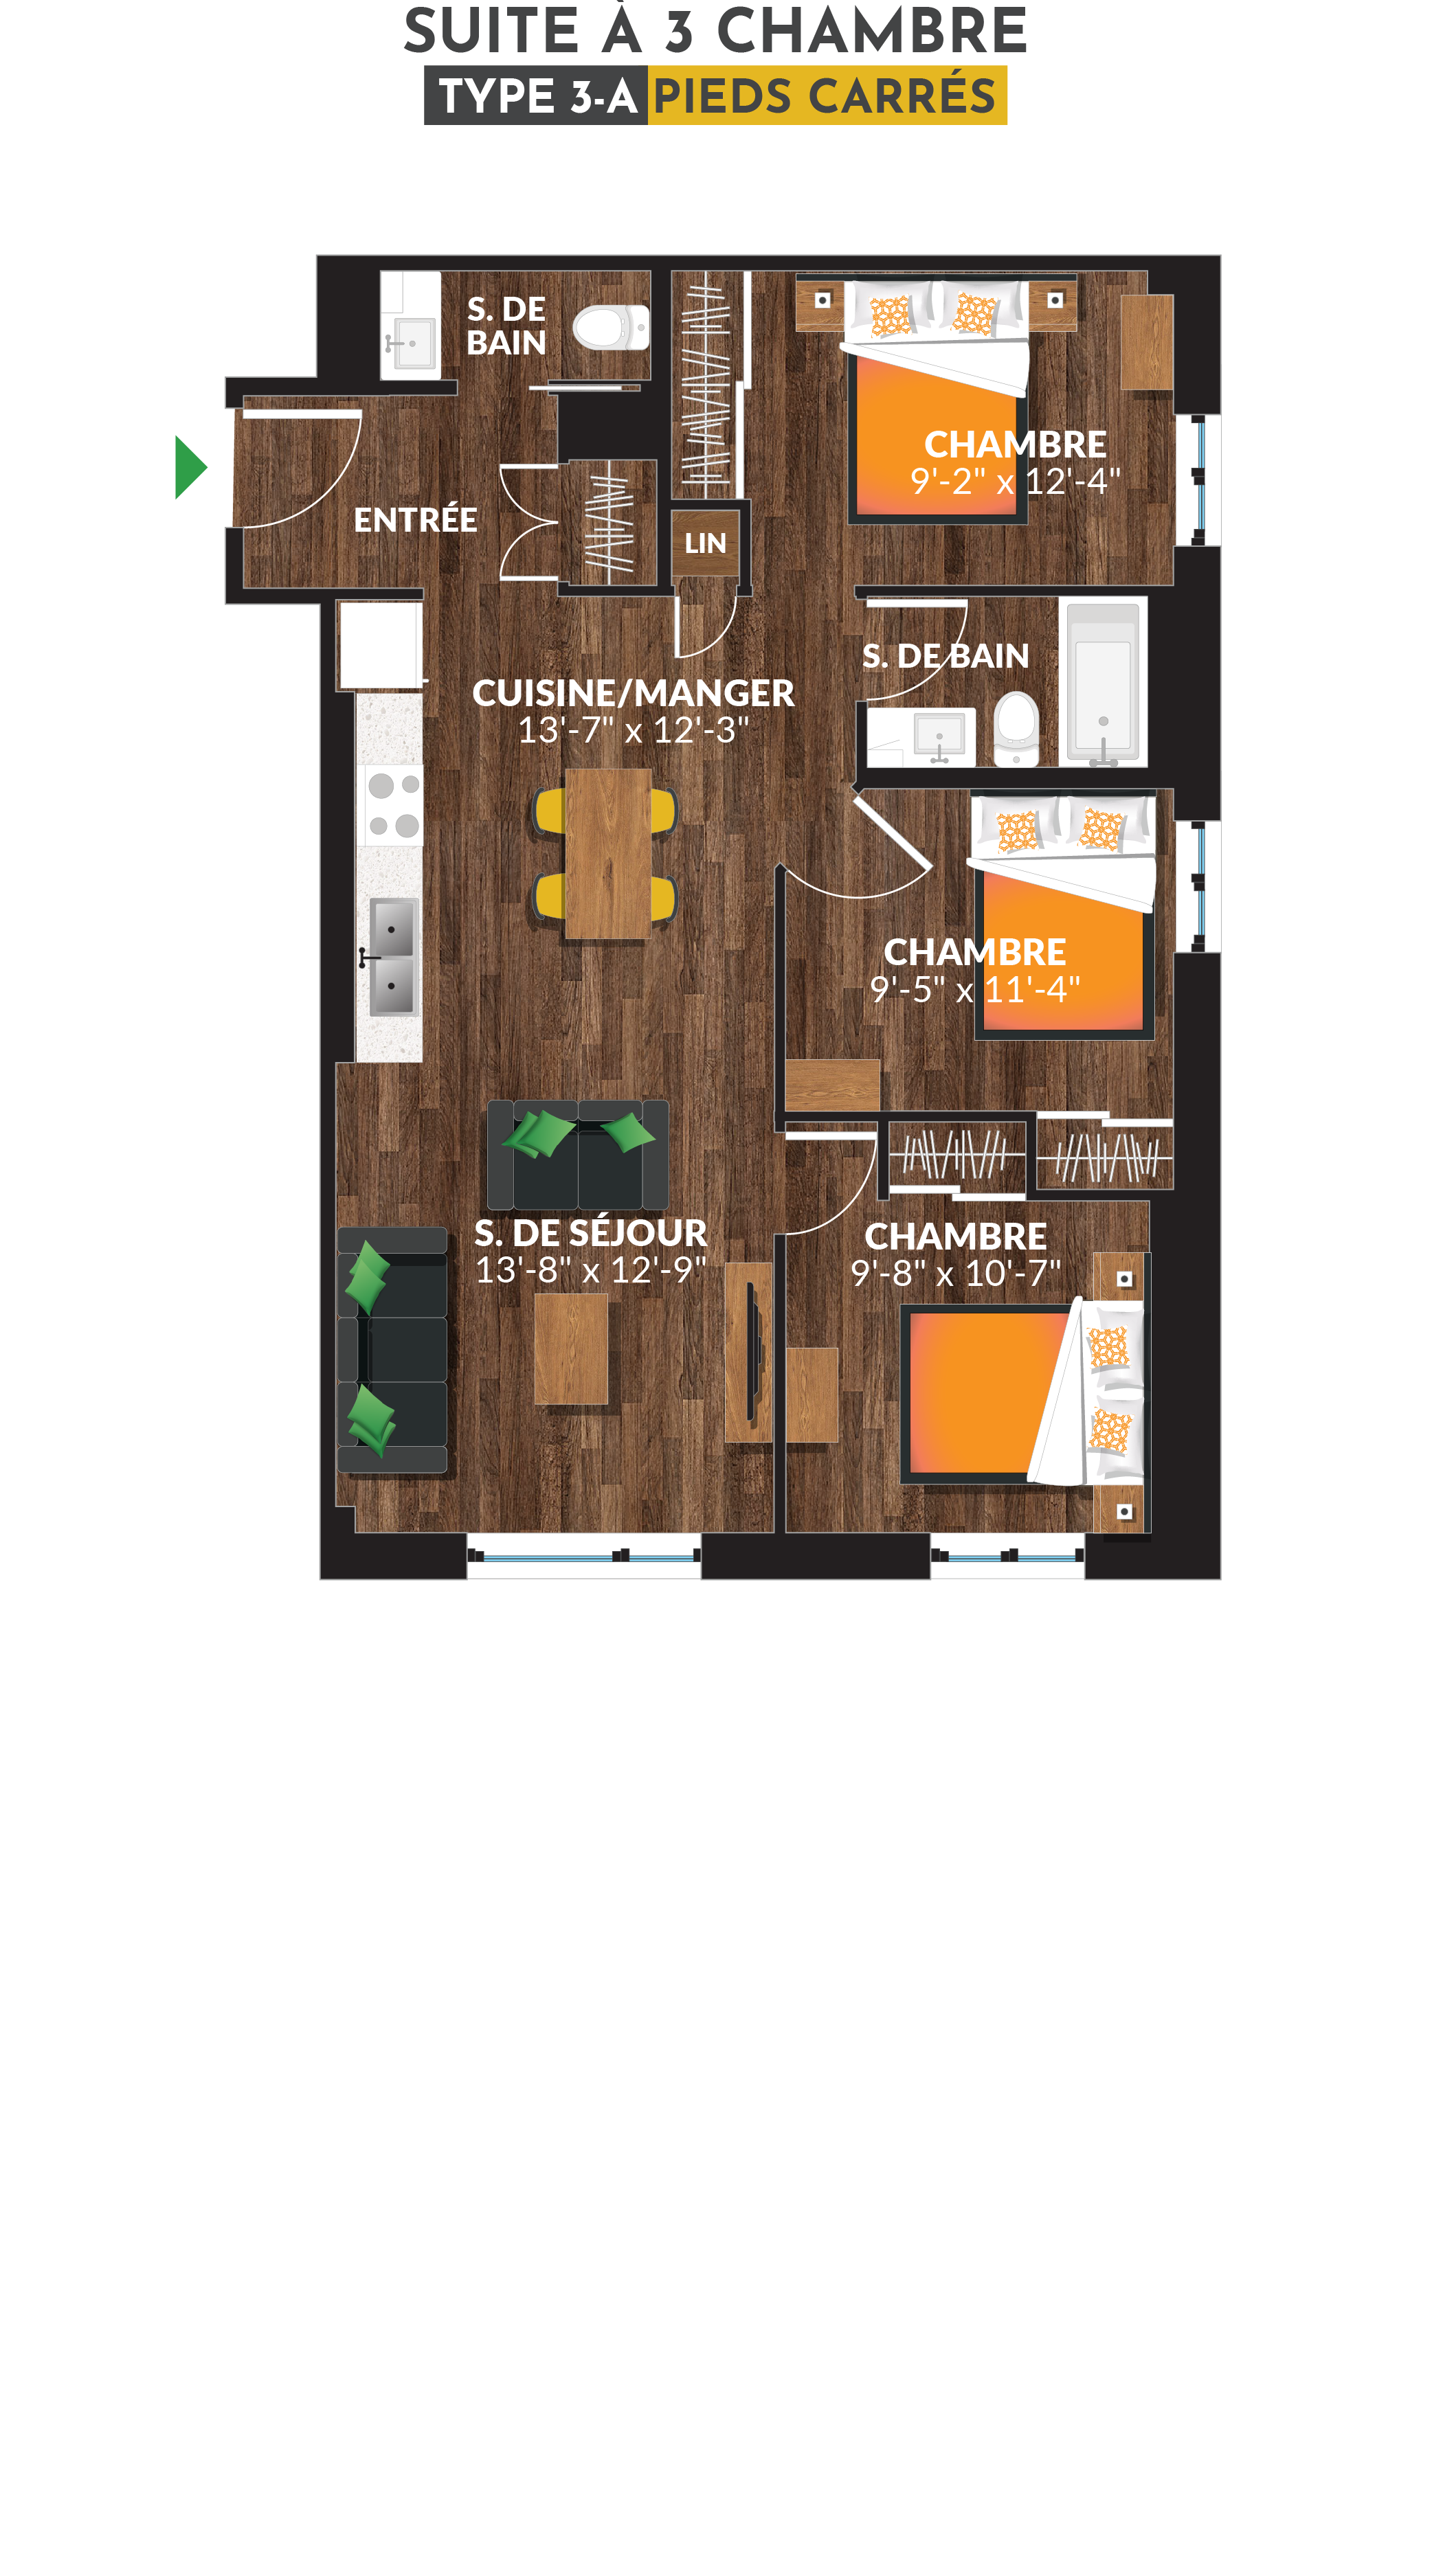 SUITE À 3 CHAMBRE
TYPE 3-A PIEDS CARRÉS
S. DE
BAIN
CHAMBRE
9'-2" x 12'-4"
ENTRÉE
LIN
S. DE BAIN
CUISINE/MANGER
13'-7" x 12'-3"
CHAMBRE
9'-5" x 11'-4"
S. DE SÉJOUR
13'-8" x 12'-9"
CHAMBRE
9'-8" x 10'-7"